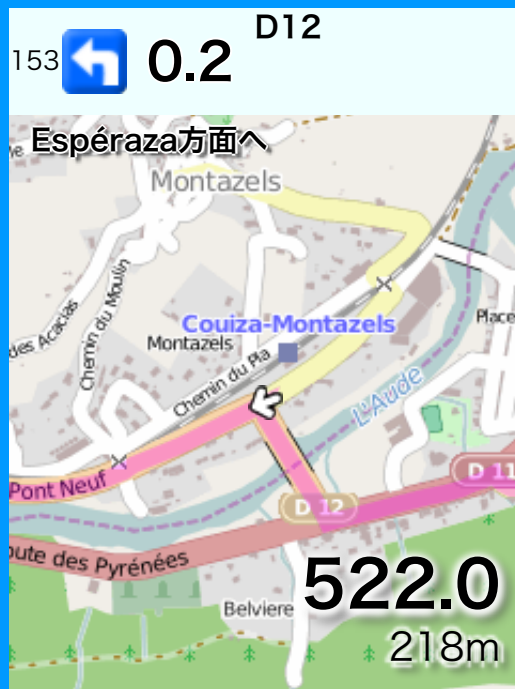 D12
153
0.2
Espéraza方面へ
Montazels
des Acacias
Chemin du Moulin
Couiza-Montazels
Montazels
Chemin du Pla
Place
L'Aude
D 11
Pont Neuf
D 12
oute des Pyrénées
522.0
Belviere
218m